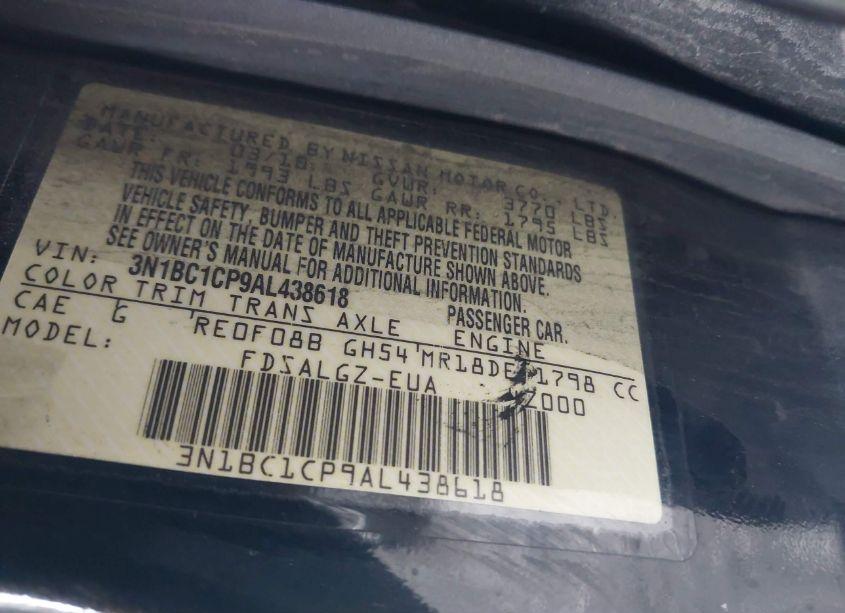 MANUFACTURED BY NISSAN MOTOR CO., LTD.
DATE: 03/10 GVWR: 3770 LBS
GAWR FR: 1993 LBS GAWR RR: 1795 LBS
THIS VEHICLE CONFORMS TO ALL APPLICABLE FEDERAL MOTOR
VEHICLE SAFETY, BUMPER AND THEFT PREVENTION STANDARDS
IN EFFECT ON THE DATE OF MANUFACTURE SHOWN ABOVE.
SEE OWNER'S MANUAL FOR ADDITIONAL INFORMATION.
VIN: 3N1BC1CP9AL438618 PASSENGER CAR.
COLOR TRIM TRANS AXLE ENGINE
CAE G RE0F08B GH54 MR18DE 1798 CC
MODEL: FDSALGZ-EUA
3N1BC1CP9AL438618